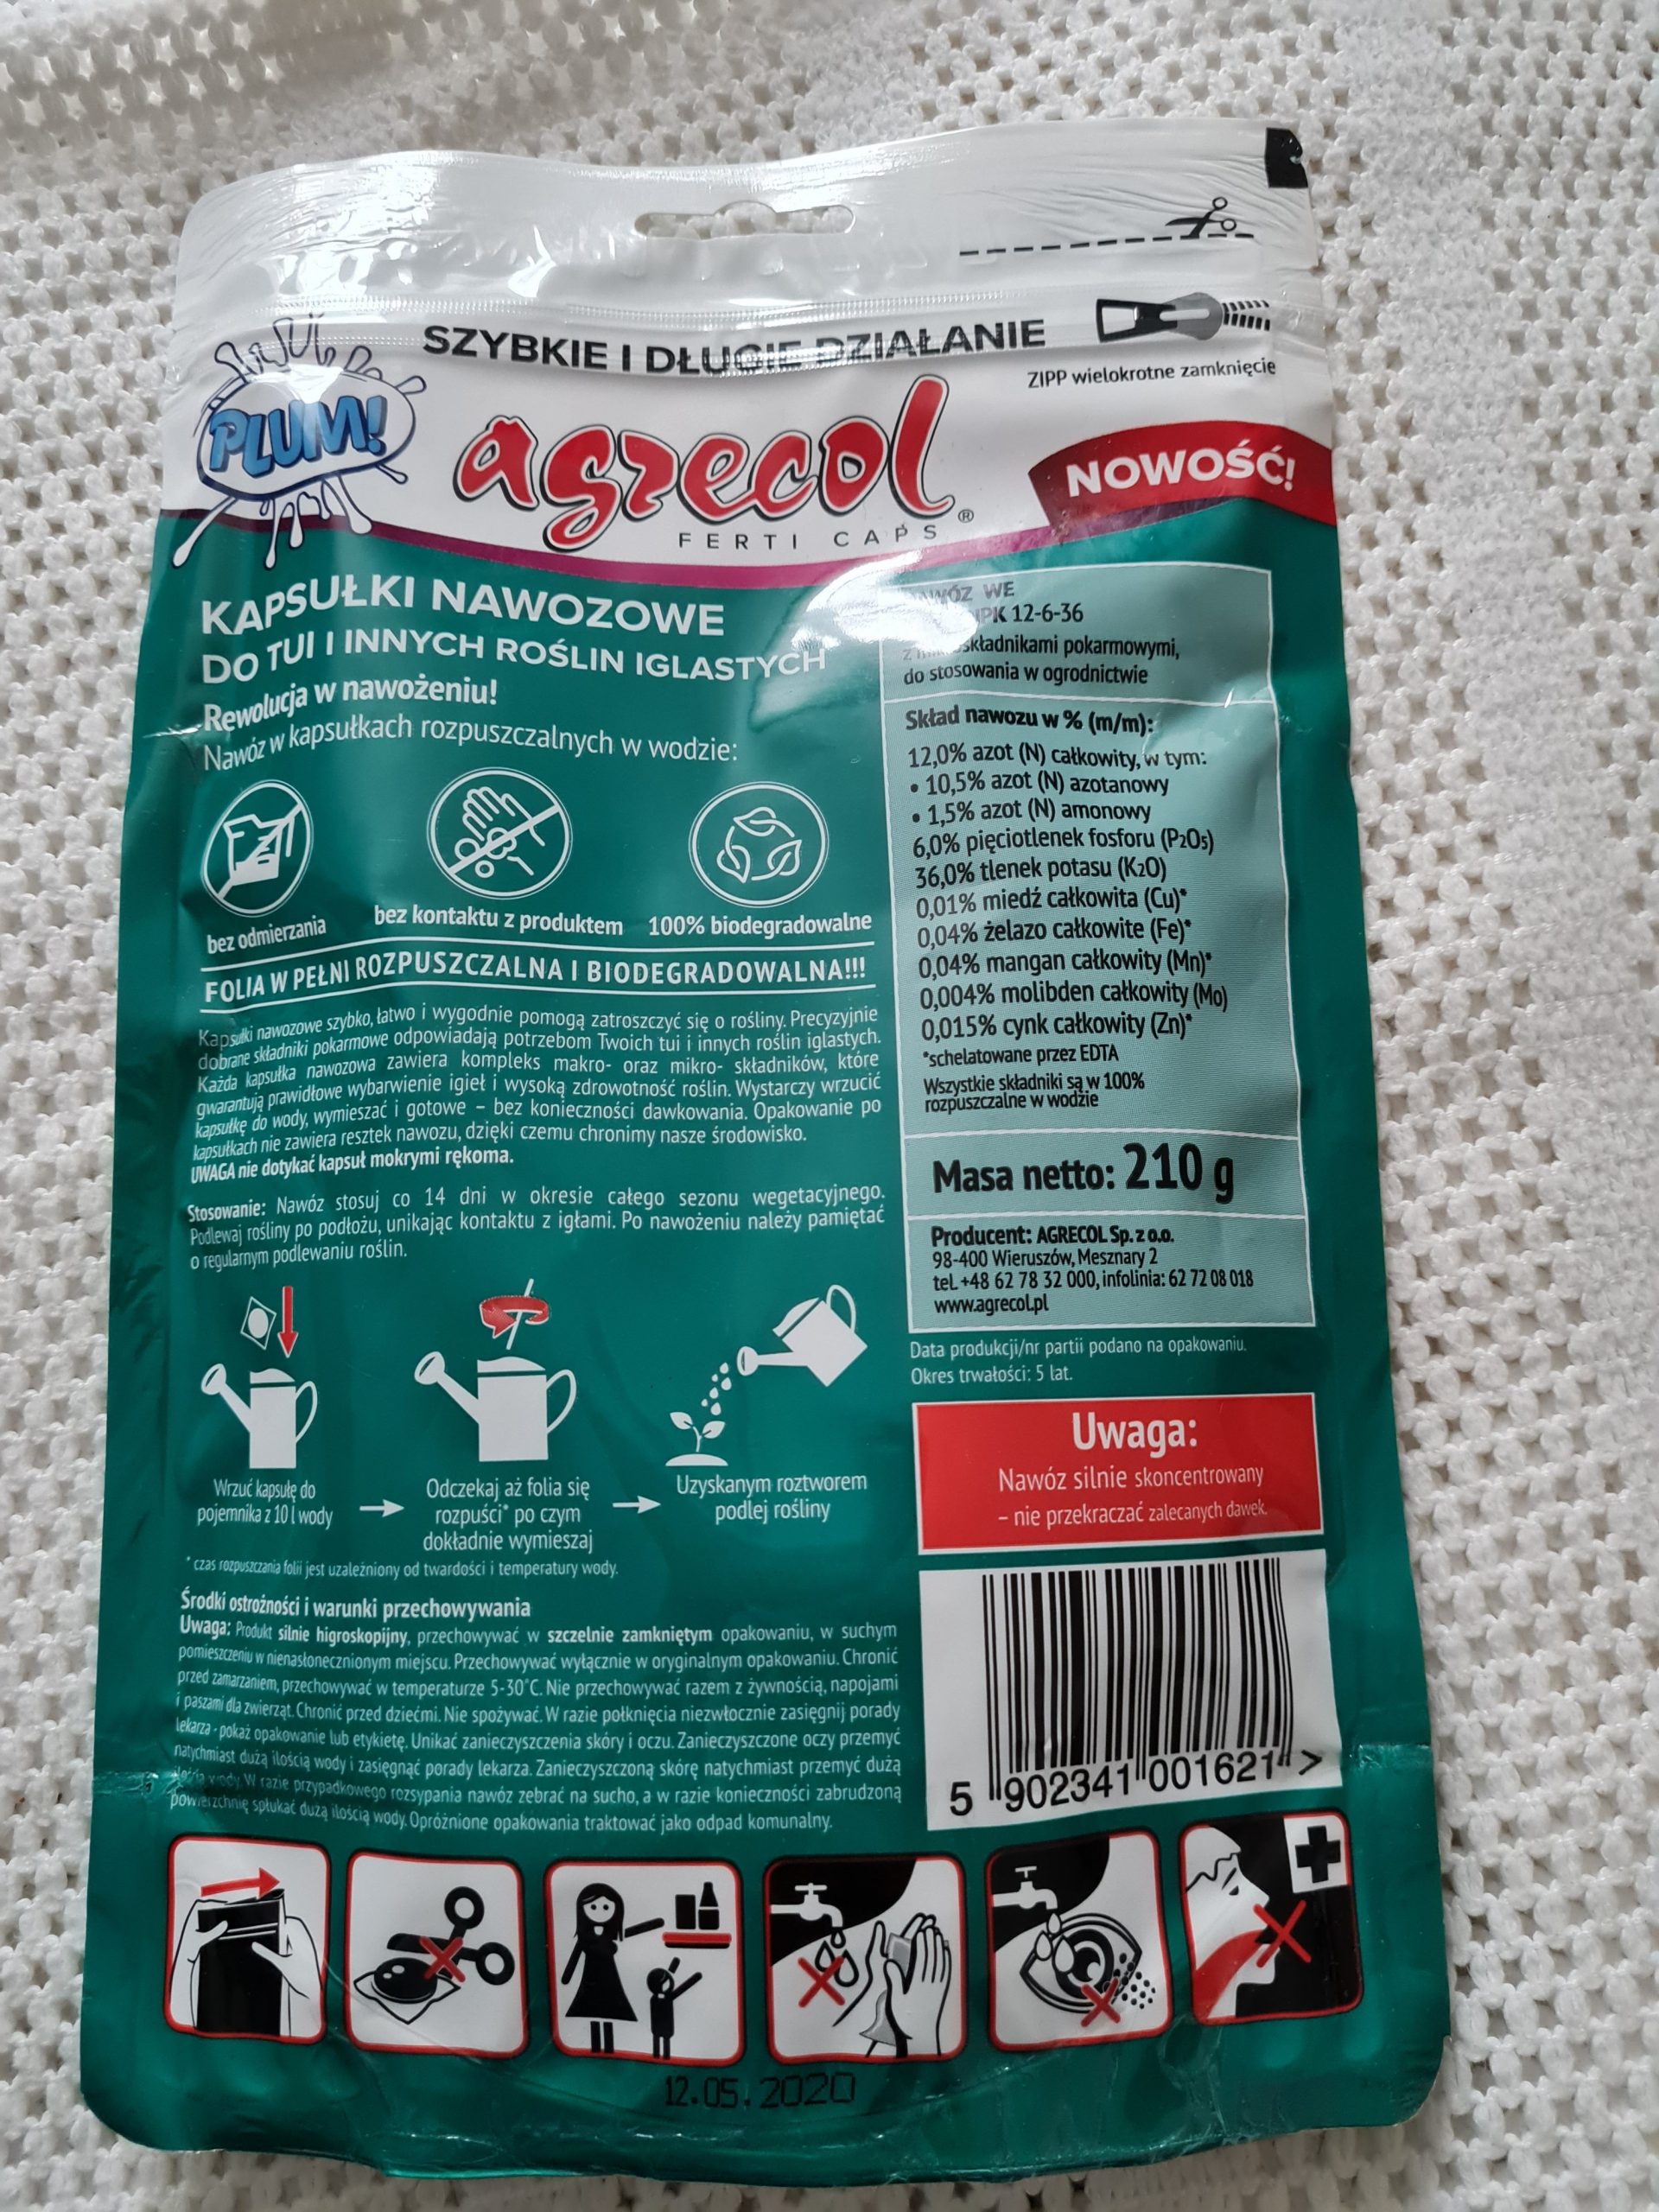 SZYBKIE I DŁUGIE DZIAŁANIE
ZIPP wielokrotne zamknięcie
PLUM!
agrecol®
FERTI CAPS
NOWOŚĆ!
KAPSUŁKI NAWOZOWE
DO TUI I INNYCH ROŚLIN IGLASTYCH
Rewolucja w nawożeniu!
Nawóz w kapsułkach rozpuszczalnych w wodzie:
bez odmierzania
bez kontaktu z produktem
100% biodegradowalne
FOLIA W PEŁNI ROZPUSZCZALNA I BIODEGRADOWALNA!!!
Kapsułki nawozowe szybko, łatwo i wygodnie pomogą zatroszczyć się o rośliny. Precyzyjnie
dobrane składniki pokarmowe odpowiadają potrzebom Twoich tui i innych roślin iglastych.
Każda kapsułka nawozowa zawiera kompleks makro- oraz mikro- składników, które
gwarantują prawidłowe wybarwienie igieł i wysoką zdrowotność roślin. Wystarczy wrzucić
kapsułkę do wody, wymieszać i gotowe – bez konieczności dawkowania. Opakowanie po
kapsułkach nie zawiera resztek nawozu, dzięki czemu chronimy nasze środowisko.
UWAGA nie dotykać kapsuł mokrymi rękoma.
Stosowanie: Nawóz stosuj co 14 dni w okresie całego sezonu wegetacyjnego.
Podlewaj rośliny po podłożu, unikając kontaktu z igłami. Po nawożeniu należy pamiętać
o regularnym podlewaniu roślin.
Wrzuć kapsułę do
pojemnika z 10 l wody
Odczekaj aż folia się
rozpuści* po czym
dokładnie wymieszaj
Uzyskanym roztworem
podlej rośliny
* czas rozpuszczania folii jest uzależniony od twardości i temperatury wody.
Środki ostrożności i warunki przechowywania
Uwaga: Produkt silnie higroskopijny, przechowywać w szczelnie zamkniętym opakowaniu, w suchym
pomieszczeniu w nienasłonecznionym miejscu. Przechowywać wyłącznie w oryginalnym opakowaniu. Chronić
przed zamarzaniem, przechowywać w temperaturze 5-30°C. Nie przechowywać razem z żywnością, napojami
i paszami dla zwierząt. Chronić przed dziećmi. Nie spożywać. W razie połknięcia niezwłocznie zasięgnij porady
lekarza - pokaż opakowanie lub etykietę. Unikać zanieczyszczenia skóry i oczu. Zanieczyszczone oczy przemyć
natychmiast dużą ilością wody i zasięgnąć porady lekarza. Zanieczyszczoną skórę natychmiast przemyć dużą
ilością wody. W razie przypadkowego rozsypania nawóz zebrać na sucho, a w razie konieczności zabrudzoną
powierzchnię spłukać dużą ilością wody. Opróżnione opakowania traktować jako odpad komunalny.
WE
NPK 12-6-36
składnikami pokarmowymi,
do stosowania w ogrodnictwie
Skład nawozu w % (m/m):
12,0% azot (N) całkowity, w tym:
• 10,5% azot (N) azotanowy
• 1,5% azot (N) amonowy
6,0% pięciotlenek fosforu (P2O5)
36,0% tlenek potasu (K2O)
0,01% miedź całkowita (Cu)*
0,04% żelazo całkowite (Fe)*
0,04% mangan całkowity (Mn)*
0,004% molibden całkowity (Mo)
0,015% cynk całkowity (Zn)*
*schelatowane przez EDTA
Wszystkie składniki są w 100%
rozpuszczalne w wodzie
Masa netto: 210 g
Producent: AGRECOL Sp. z o.o.
98-400 Wieruszów, Mesznary 2
tel. +48 62 78 32 000, infolinia: 62 72 08 018
www.agrecol.pl
Data produkcji/nr partii podano na opakowaniu.
Okres trwałości: 5 lat.
Uwaga:
Nawóz silnie skoncentrowany
– nie przekraczać zalecanych dawek.
5 902341 001621 >
12.05.2020